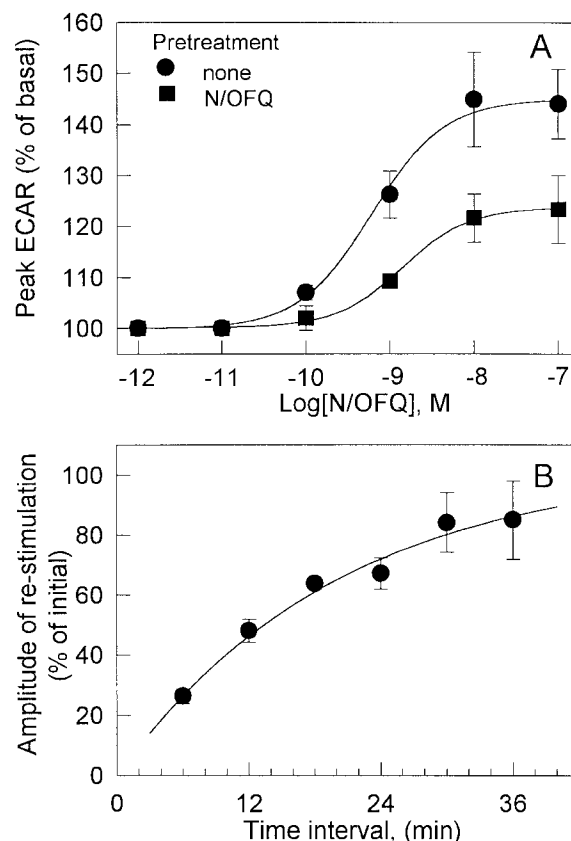 A
Pretreatment
none
N/OFQ
Peak ECAR (% of basal)
160
150
140
130
120
110
100
-12 -11 -10 -9 -8 -7
Log[N/OFQ], M
B
Amplitude of re-stimulation
(% of initial)
100
80
60
40
20
0
0 12 24 36
Time interval, (min)